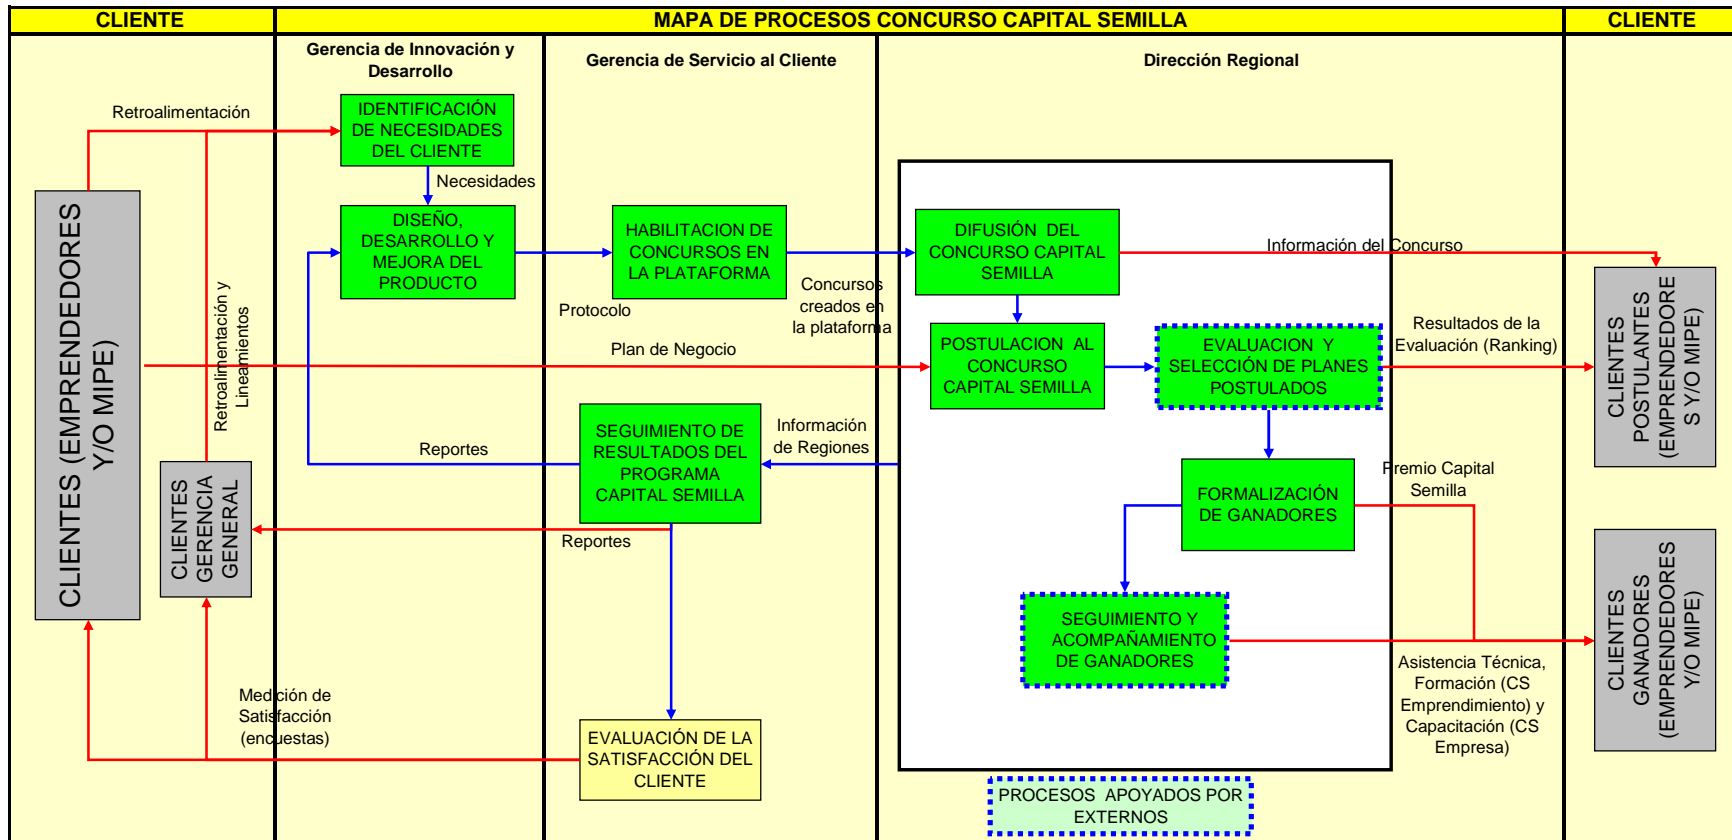 CLIENTE
MAPA DE PROCESOS CONCURSO CAPITAL SEMILLA
CLIENTE
Gerencia de Innovación y
Desarrollo
Gerencia de Servicio al Cliente
Dirección Regional
Retroalimentación
IDENTIFICACIÓN
DE NECESIDADES
DEL CLIENTE
Necesidades
DISEÑO,
DESARROLLO Y
MEJORA DEL
PRODUCTO
HABILITACION DE
CONCURSOS EN
LA PLATAFORMA
Protocolo
Concursos
creados en
la plataforma
DIFUSIÓN DEL
CONCURSO CAPITAL
SEMILLA
Información del Concurso
CLIENTES (EMPRENDEDORES
Y/O MIPE)
Retroalimentación y
Lineamientos
Plan de Negocio
POSTULACION AL
CONCURSO
CAPITAL SEMILLA
EVALUACION Y
SELECCIÓN DE PLANES
POSTULADOS
Resultados de la
Evaluación (Ranking)
CLIENTES
POSTULANTES
(EMPRENDEDORE
S Y/O MIPE)
CLIENTES
GERENCIA
GENERAL
Reportes
SEGUIMIENTO DE
RESULTADOS DEL
PROGRAMA
CAPITAL SEMILLA
Información
de Regiones
Reportes
FORMALIZACIÓN
DE GANADORES
Premio Capital
Semilla
SEGUIMIENTO Y
ACOMPAÑAMIENTO
DE GANADORES
CLIENTES
GANADORES
(EMPRENDEDORES
Y/O MIPE)
Asistencia Técnica,
Formación (CS
Emprendimiento) y
Capacitación (CS
Empresa)
Medición de
Satisfacción
(encuestas)
EVALUACIÓN DE LA
SATISFACCIÓN DEL
CLIENTE
PROCESOS APOYADOS POR
EXTERNOS